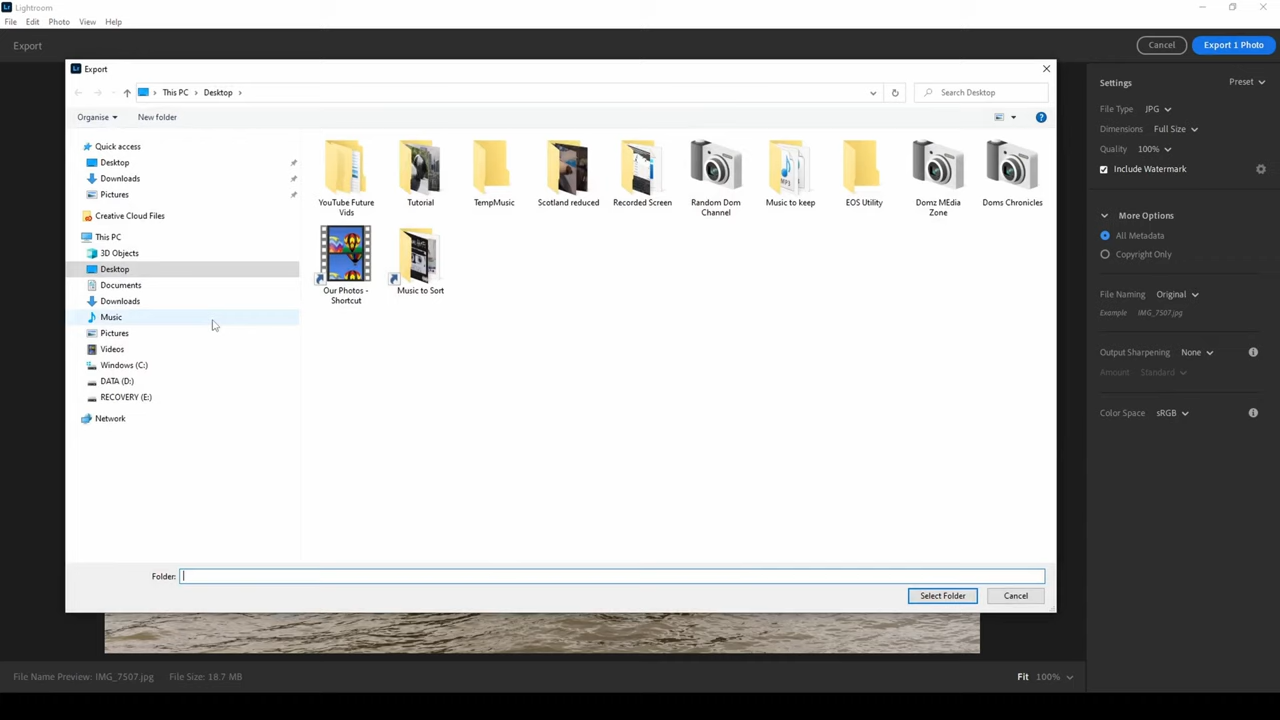 Lightroom
File Edit Photo View Help
Export
Cancel
Export 1 Photo
Export
This PC > Desktop >
Search Desktop
Organise
New folder
Quick access
Desktop
Downloads
Pictures
Creative Cloud Files
This PC
3D Objects
Desktop
Documents
Downloads
Music
Pictures
Videos
Windows (C:)
DATA (D:)
RECOVERY (E:)
Network
YouTube Future
Vids
Tutorial
TempMusic
Scotland reduced
Recorded Screen
Random Dom
Channel
Music to keep
EOS Utility
Domz MEdia
Zone
Doms Chronicles
Our Photos -
Shortcut
Music to Sort
Folder:
Select Folder
Cancel
Settings
Preset
File Type JPG
Dimensions Full Size
Quality 100%
Include Watermark
More Options
All Metadata
Copyright Only
File Naming Original
Example IMG_7507.jpg
Output Sharpening None
Amount Standard
Color Space sRGB
File Name Preview: IMG_7507.jpg File Size: 18.7 MB
Fit 100%